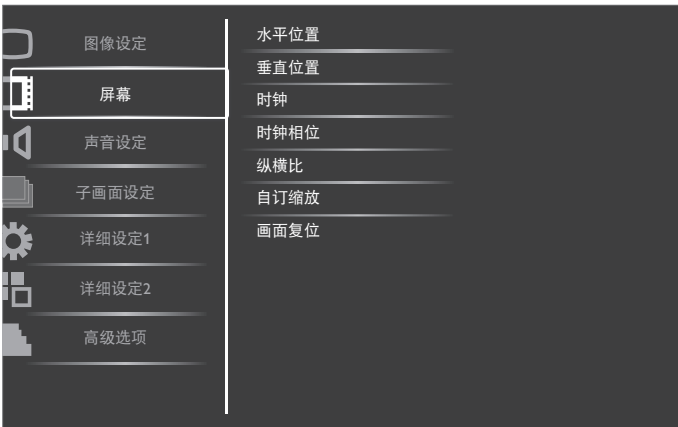 图像设定
屏幕
声音设定
子画面设定
详细设定1
详细设定2
高级选项
水平位置
垂直位置
时钟
时钟相位
纵横比
自订缩放
画面复位